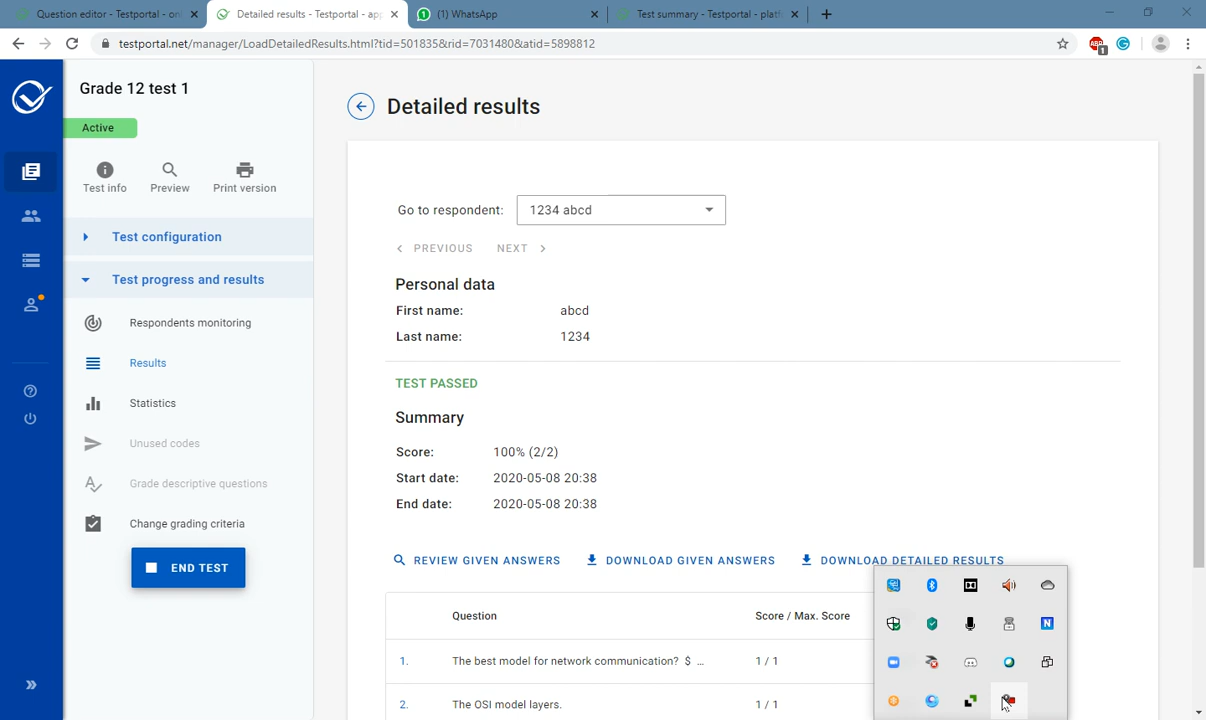 Question editor - Testportal - onl
Detailed results - Testportal - app
(1) WhatsApp
Test summary - Testportal - platf
testportal.net/manager/LoadDetailedResults.html?tid=501835&rid=7031480&atid=5898812
ABP
1
Grade 12 test 1
Active
Test info
Preview
Print version
Test configuration
Test progress and results
Respondents monitoring
Results
Statistics
Unused codes
Grade descriptive questions
Change grading criteria
END TEST
Detailed results
Go to respondent:
1234 abcd
PREVIOUS
NEXT
Personal data
First name: abcd
Last name: 1234
TEST PASSED
Summary
Score: 100% (2/2)
Start date: 2020-05-08 20:38
End date: 2020-05-08 20:38
REVIEW GIVEN ANSWERS
DOWNLOAD GIVEN ANSWERS
DOWNLOAD DETAILED RESULTS
Question
Score / Max. Score
1. The best model for network communication? $ ... 1 / 1
2. The OSI model layers. 1 / 1
N